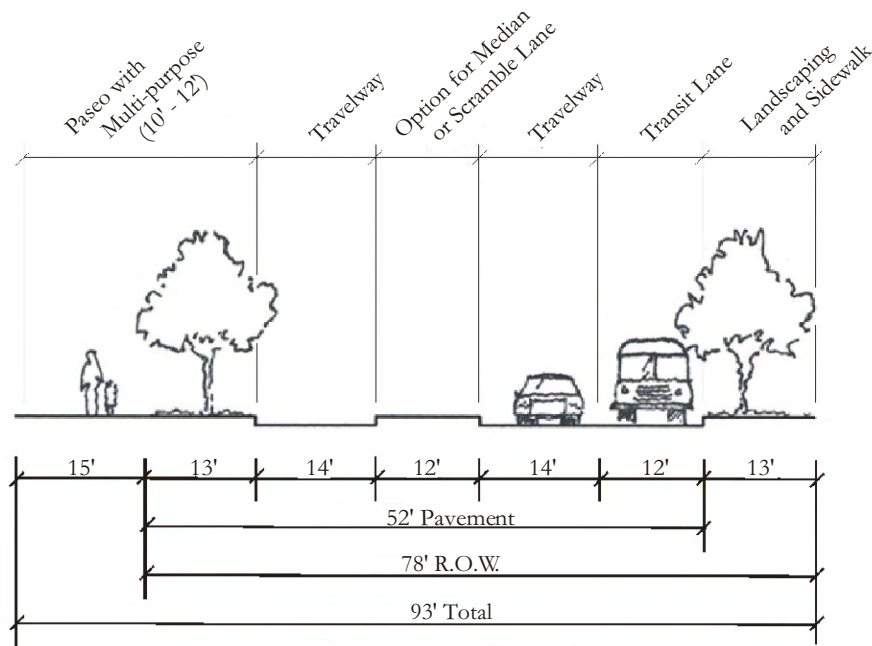 Paseo with
Multi-purpose
(10' - 12')
Travelway
Option for Median
or Scramble Lane
Travelway
Transit Lane
Landscaping
and Sidewalk
15' 13' 14' 12' 14' 12' 13'
52' Pavement
78' R.O.W.
93' Total